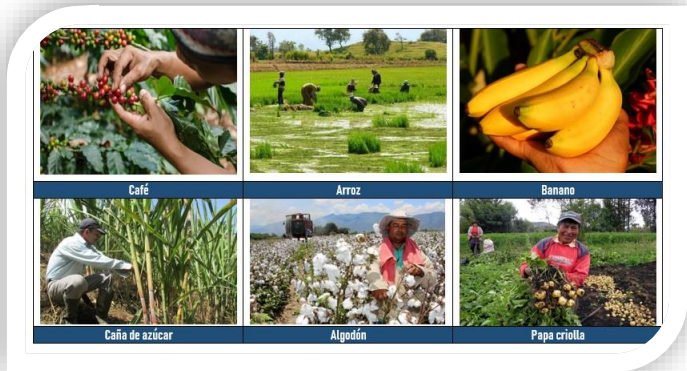 Café
Arroz
Banano
Caña de azúcar
Algodón
Papa criolla